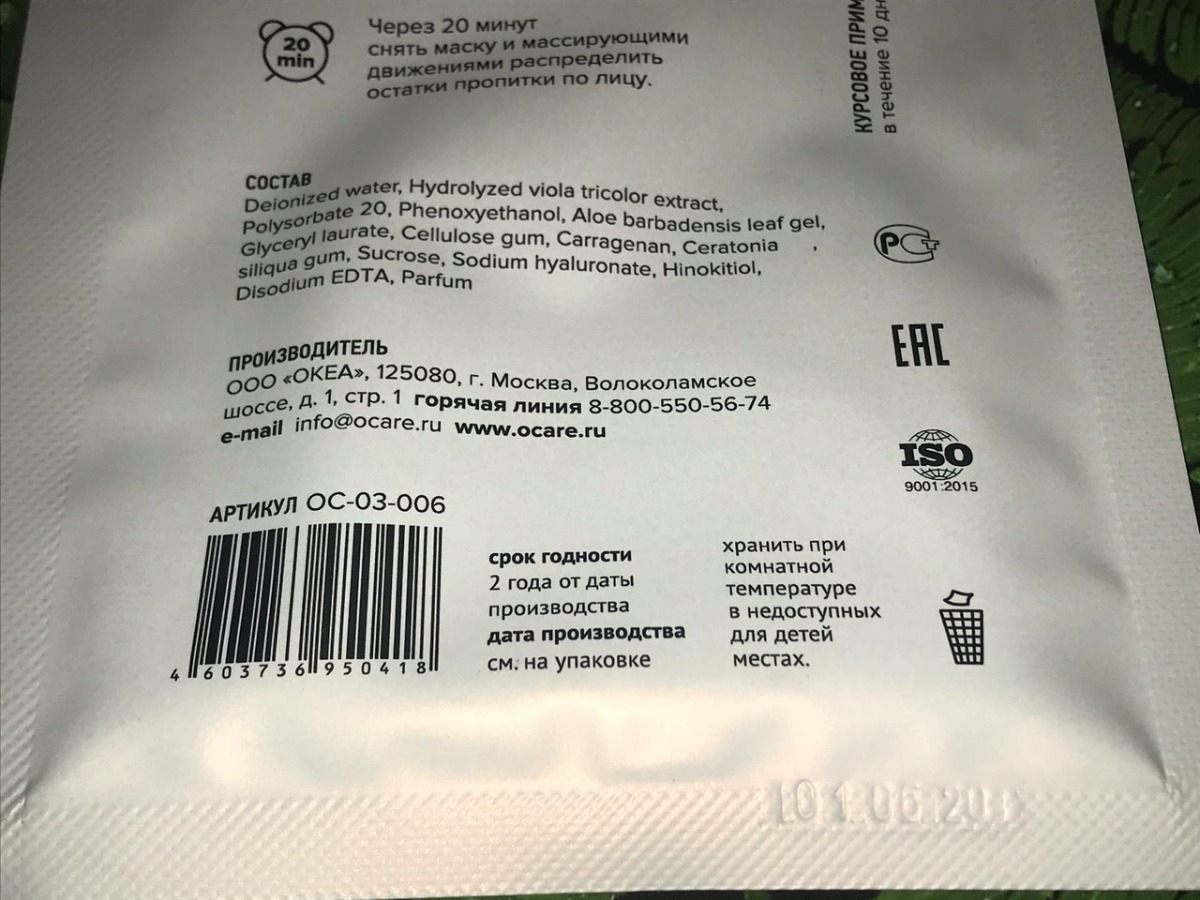 20
min
Через 20 минут
снять маску и массирующими
движениями распределить
остатки пропитки по лицу.
КУРСОВОЕ
в течение 10
СОСТАВ
Deionized water, Hydrolyzed viola tricolor extract,
Polysorbate 20, Phenoxyethanol, Aloe barbadensis leaf gel,
Glyceryl laurate, Cellulose gum, Carragenan, Ceratonia ,
siliqua gum, Sucrose, Sodium hyaluronate, Hinokitiol,
Disodium EDTA, Parfum
РСТ
ПРОИЗВОДИТЕЛЬ
ООО «ОКЕА», 125080, г. Москва, Волоколамское
шоссе, д. 1, стр. 1 горячая линия 8-800-550-56-74
e-mail info@ocare.ru www.ocare.ru
EAC
ISO
9001:2015
АРТИКУЛ ОС-03-006
4 603736 950418
срок годности
2 года от даты
производства
дата производства
см. на упаковке
хранить при
комнатной
температуре
в недоступных
для детей
местах.